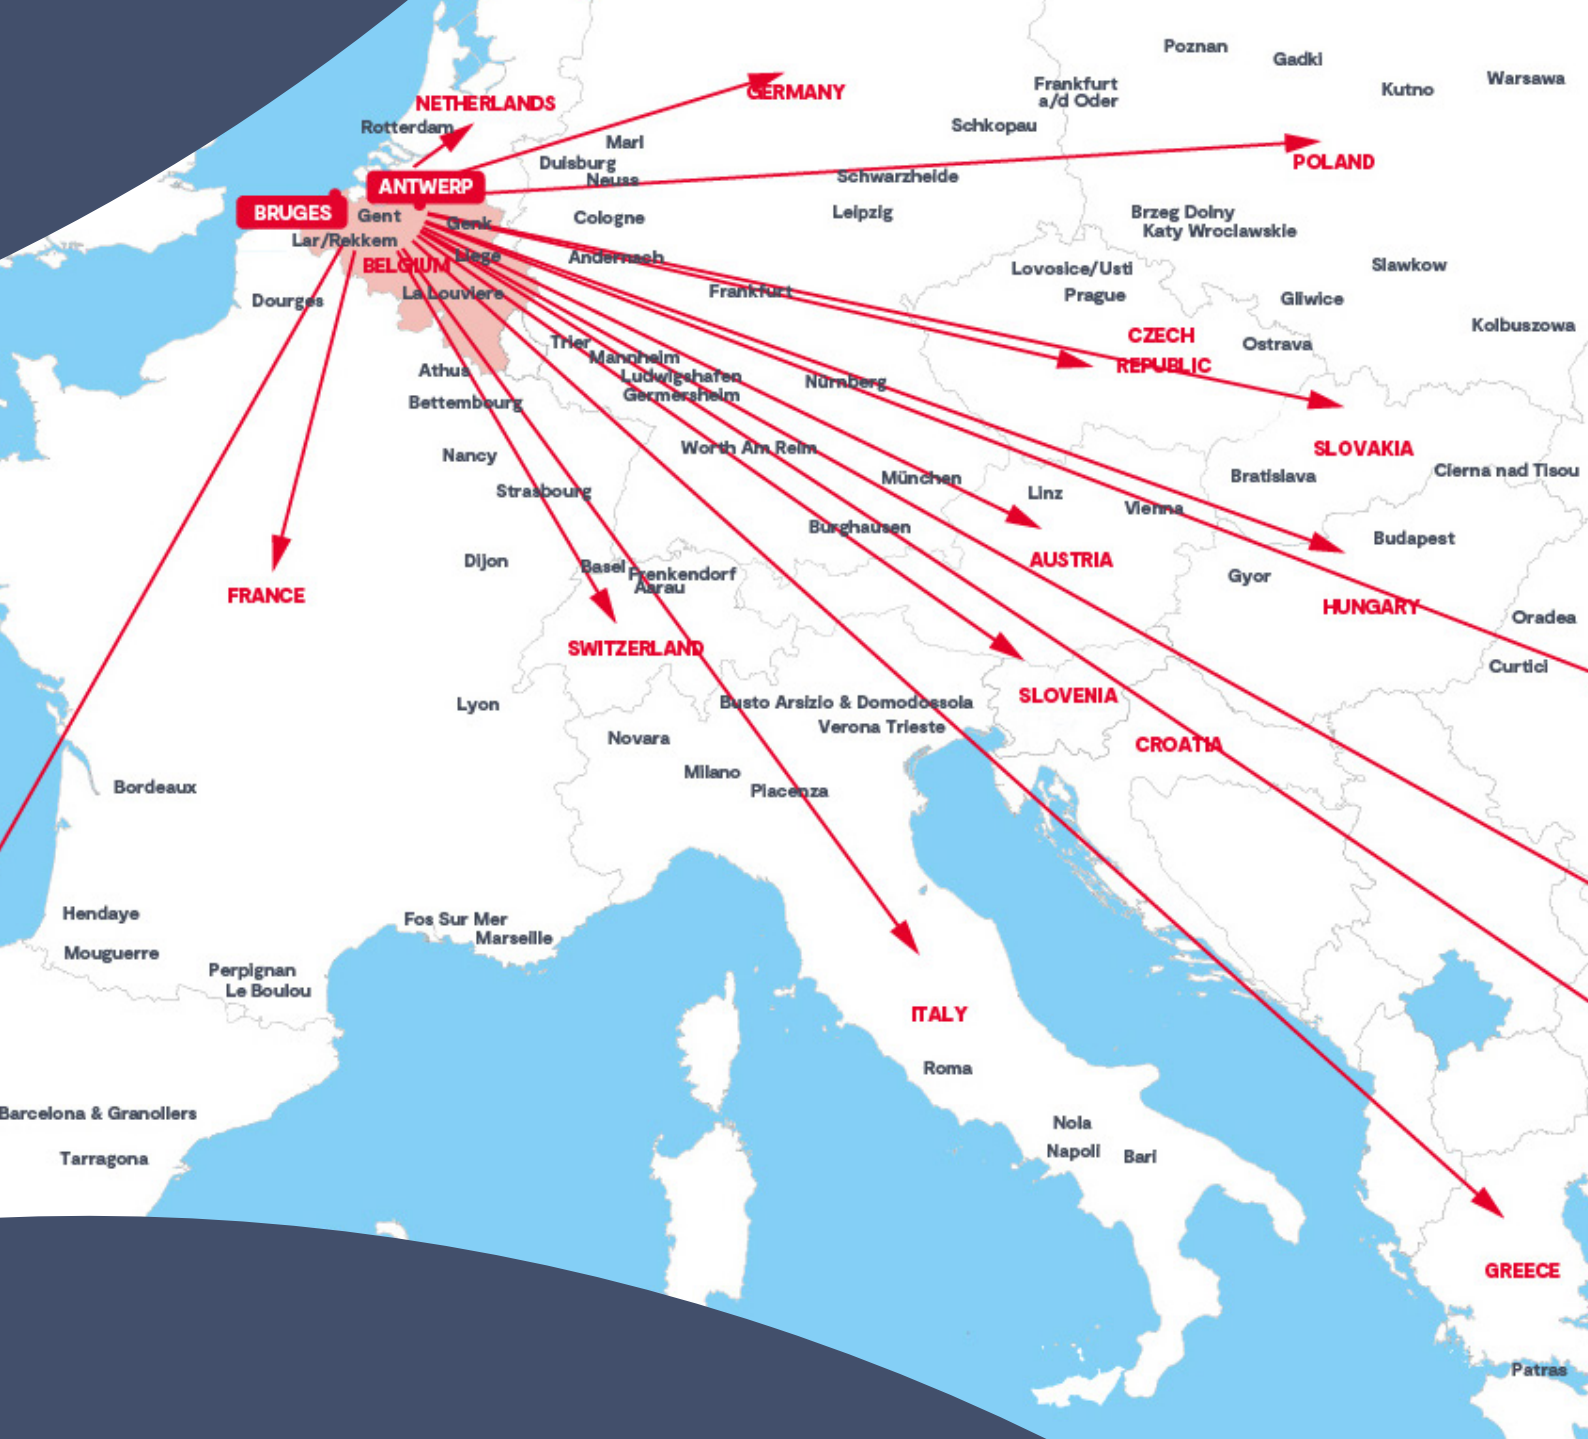 Poznan
Gadki
Warsawa
Frankfurt
a/d Oder
Kutno
GERMANY
NETHERLANDS
Rotterdam
Schkopau
Marl
Duisburg
POLAND
Neuss
Schwarzheide
ANTWERP
BRUGES
Gent
Genk
Cologne
Leipzig
Brzeg Dolny
Katy Wroclawskie
Lar/Rekkem
Liege
Andernach
BELGIUM
Lovosice/Usti
Slawkow
La Louviere
Frankfurt
Prague
Gliwice
Dourges
Kolbuszowa
CZECH
REPUBLIC
Ostrava
Trier
Mannheim
Ludwigshafen
Germersheim
Athus
Nürnberg
Bettembourg
Nancy
Worth Am Reim
SLOVAKIA
Bratislava
Cierna nad Tisou
München
Strasbourg
Linz
Vienna
Burghausen
Budapest
Dijon
Basel
Frenkendorf
Aarau
AUSTRIA
Gyor
FRANCE
HUNGARY
Oradea
SWITZERLAND
Curtici
SLOVENIA
Lyon
Busto Arsizio & Domodossola
Verona Trieste
Novara
CROATIA
Milano
Piacenza
Bordeaux
Hendaye
Fos Sur Mer
Marseille
Mouguerre
Perpignan
Le Boulou
ITALY
Roma
Barcelona & Granollers
Nola
Napoli
Bari
Tarragona
GREECE
Patras